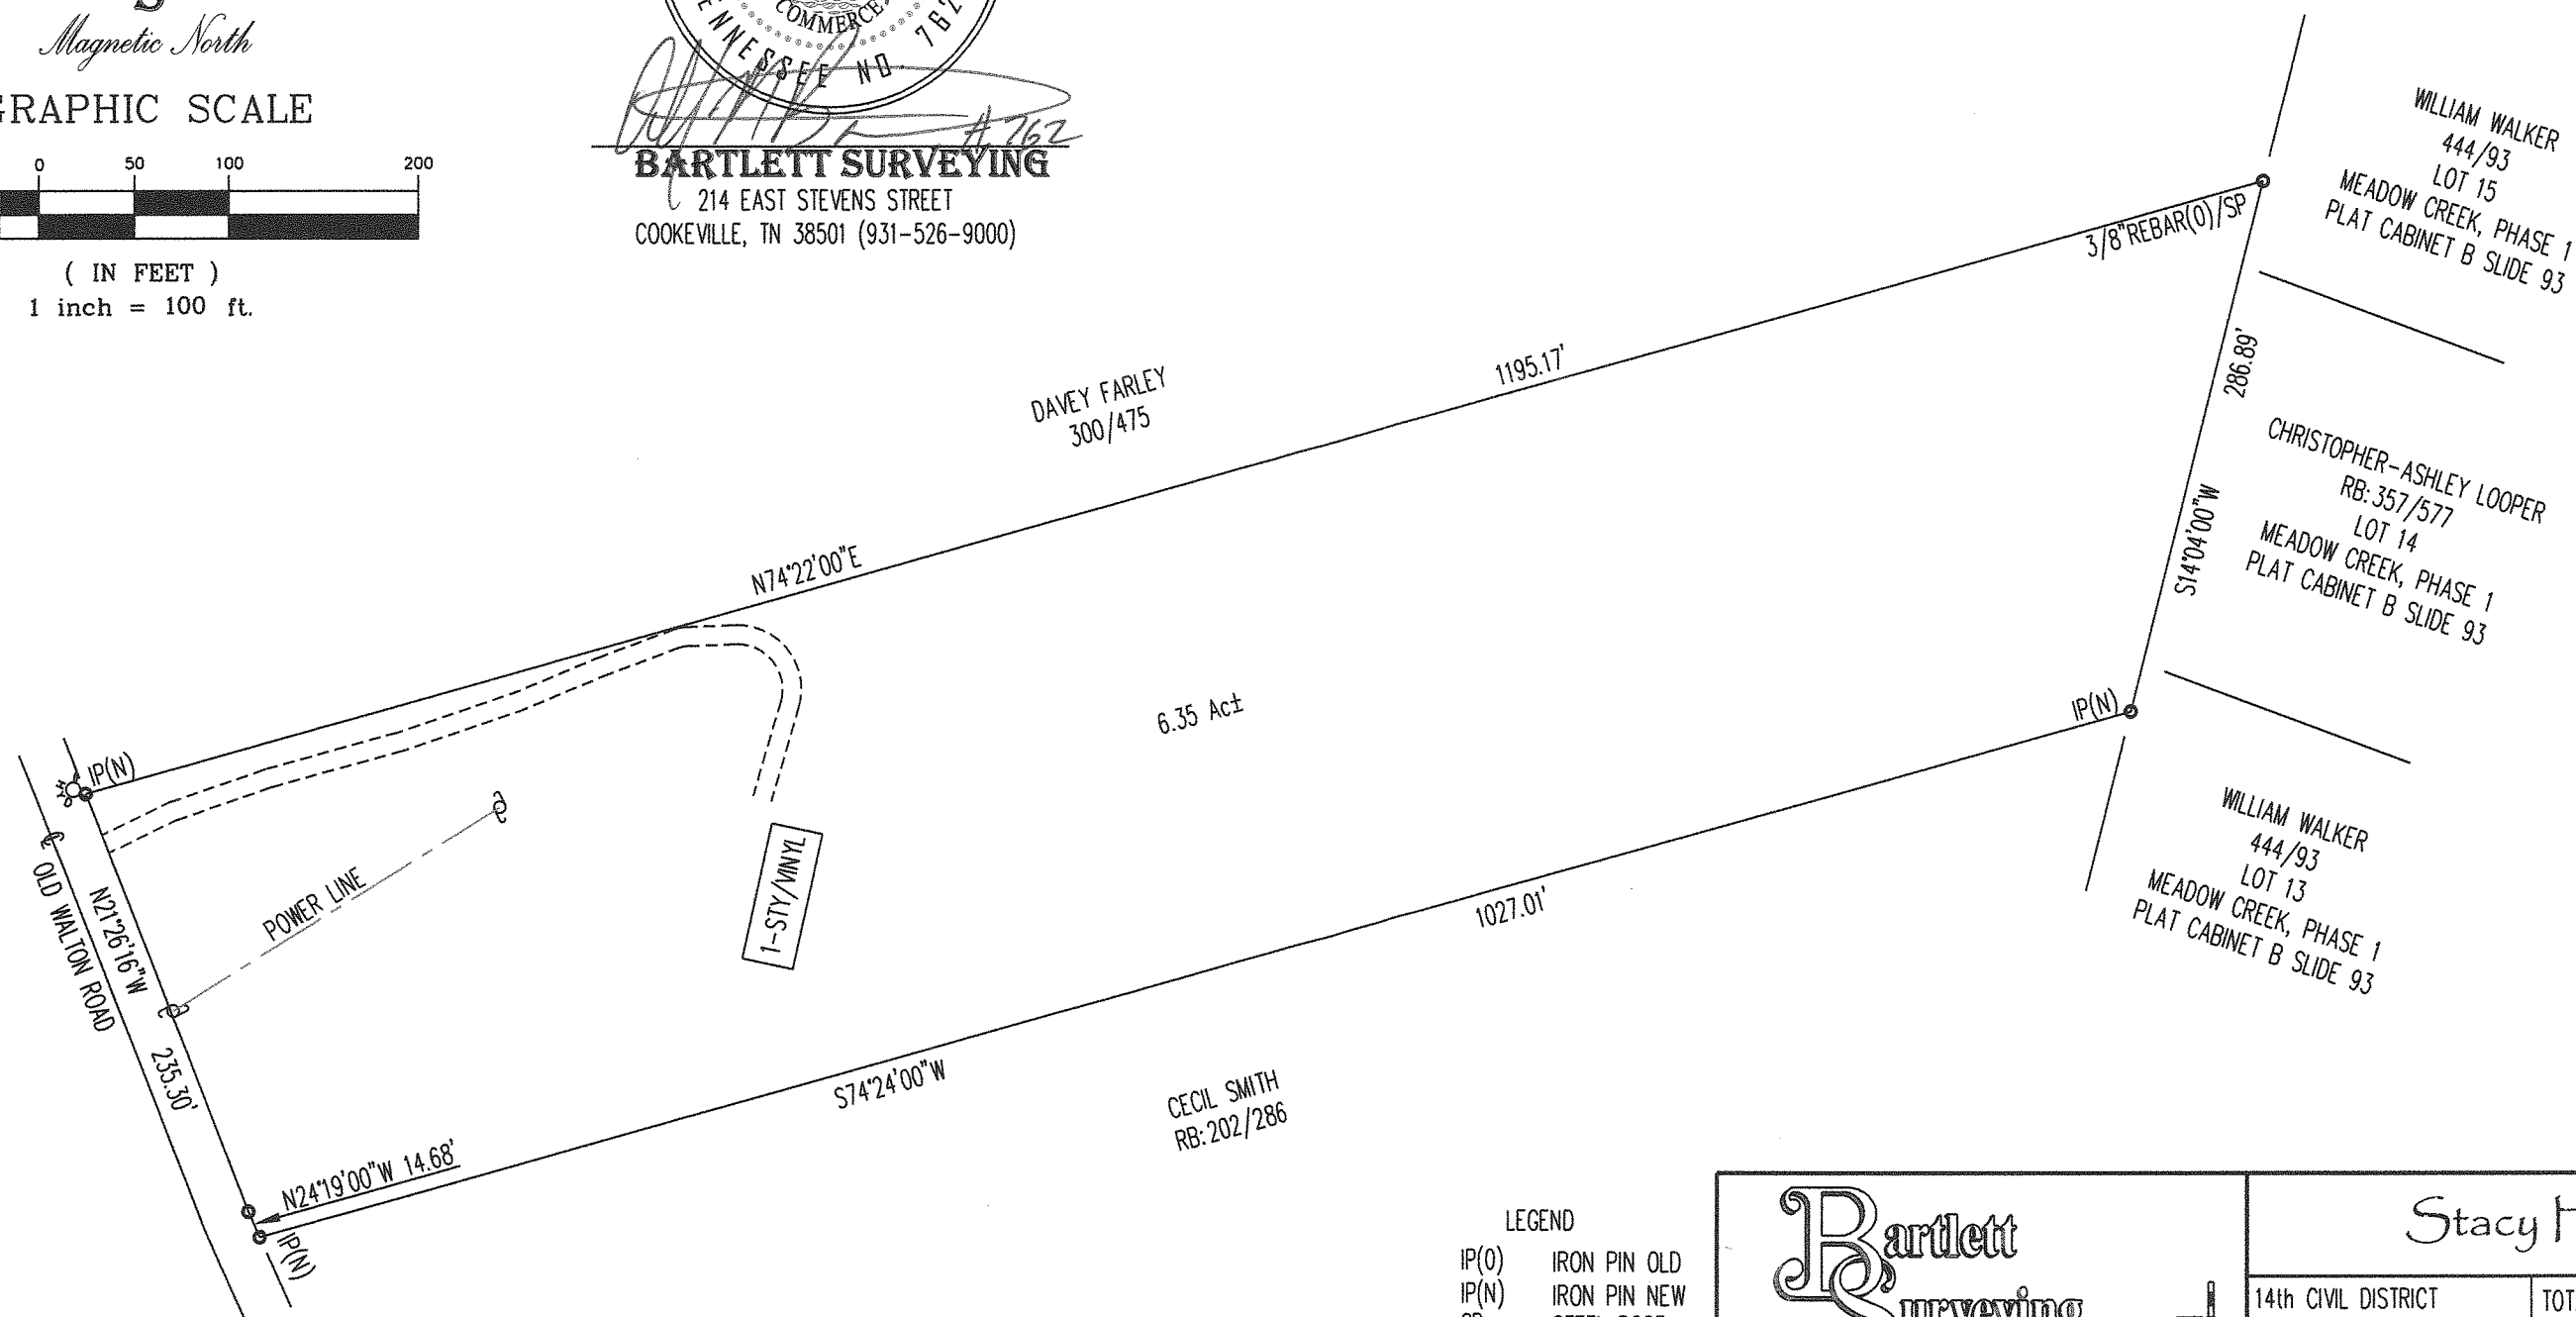 Magnetic North
GRAPHIC SCALE
0 50 100 200
( IN FEET )
1 inch = 100 ft.
COMMERCE
TENNESSEE NO. 762
#762
BARTLETT SURVEYING
214 EAST STEVENS STREET
COOKEVILLE, TN 38501 (931-526-9000)
WILLIAM WALKER
444/93
LOT 15
MEADOW CREEK, PHASE 1
PLAT CABINET B SLIDE 93
3/8"REBAR(O)/SP
286.89'
S14°04'00"W
CHRISTOPHER-ASHLEY LOOPER
RB:357/577
LOT 14
MEADOW CREEK, PHASE 1
PLAT CABINET B SLIDE 93
1195.17'
DAVEY FARLEY
300/475
N74°22'00"E
6.35 Ac±
IP(N)
WILLIAM WALKER
444/93
LOT 13
MEADOW CREEK, PHASE 1
PLAT CABINET B SLIDE 93
IP(N)
OLD WALTON ROAD
N21°26'16"W
235.30'
POWER LINE
1-STY/VINYL
1027.01'
S74°24'00"W
CECIL SMITH
RB:202/286
N24°19'00"W 14.68'
IP(N)
LEGEND
IP(O) IRON PIN OLD
IP(N) IRON PIN NEW
Bartlett
Surveying
Stacy
14th CIVIL DISTRICT